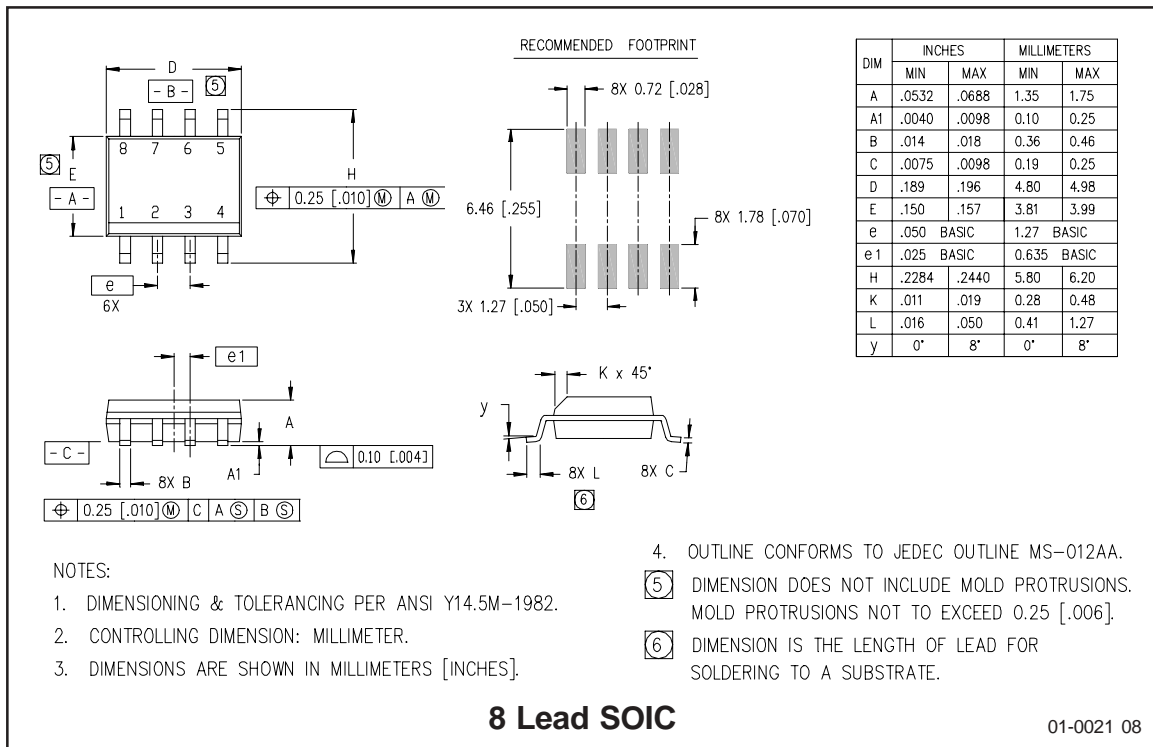 D
- B -
5
8 7 6 5
5
E
- A -
H
⌖ 0.25 [.010] Ⓜ A Ⓜ
1 2 3 4
e
6X
RECOMMENDED FOOTPRINT
8X 0.72 [.028]
6.46 [.255]
8X 1.78 [.070]
3X 1.27 [.050]
DIM INCHES MILLIMETERS
MIN MAX MIN MAX
A .0532 .0688 1.35 1.75
A1 .0040 .0098 0.10 0.25
B .014 .018 0.36 0.46
C .0075 .0098 0.19 0.25
D .189 .196 4.80 4.98
E .150 .157 3.81 3.99
e .050 BASIC 1.27 BASIC
e1 .025 BASIC 0.635 BASIC
H .2284 .2440 5.80 6.20
K .011 .019 0.28 0.48
L .016 .050 0.41 1.27
y 0° 8° 0° 8°
e1
A
- C -
A1
8X B
0.10 [.004]
⌖ 0.25 [.010] Ⓜ C A Ⓢ B Ⓢ
K x 45°
y
8X L
8X C
6
NOTES:
1. DIMENSIONING & TOLERANCING PER ANSI Y14.5M-1982.
2. CONTROLLING DIMENSION: MILLIMETER.
3. DIMENSIONS ARE SHOWN IN MILLIMETERS [INCHES].
4. OUTLINE CONFORMS TO JEDEC OUTLINE MS-012AA.
5 DIMENSION DOES NOT INCLUDE MOLD PROTRUSIONS.
MOLD PROTRUSIONS NOT TO EXCEED 0.25 [.006].
6 DIMENSION IS THE LENGTH OF LEAD FOR
SOLDERING TO A SUBSTRATE.
8 Lead SOIC
01-0021 08